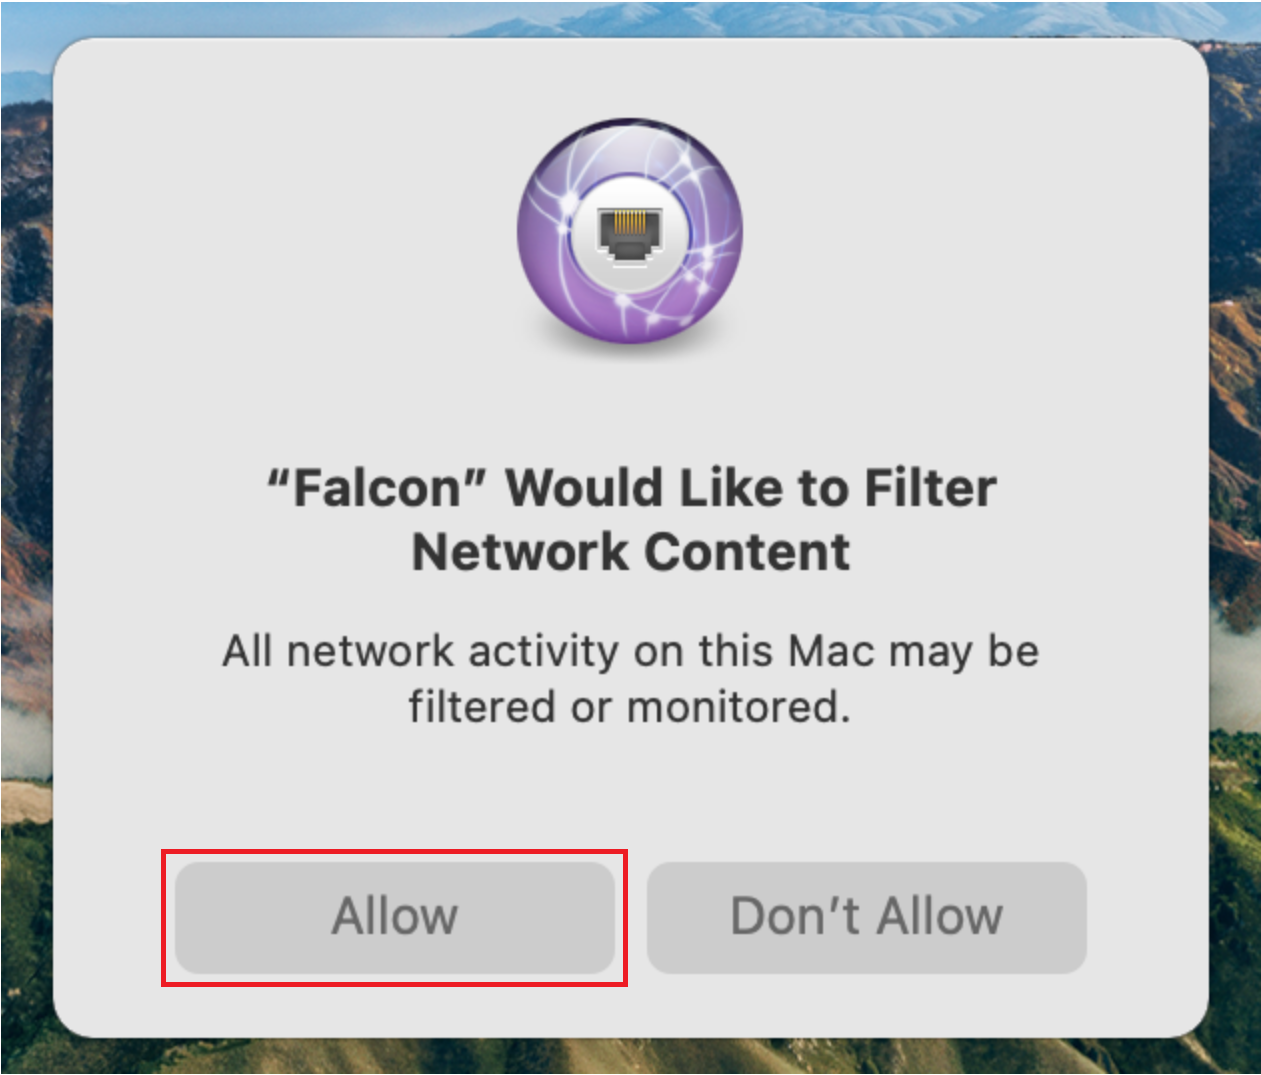 “Falcon” Would Like to Filter
Network Content
All network activity on this Mac may be
filtered or monitored.
Allow
Don’t Allow